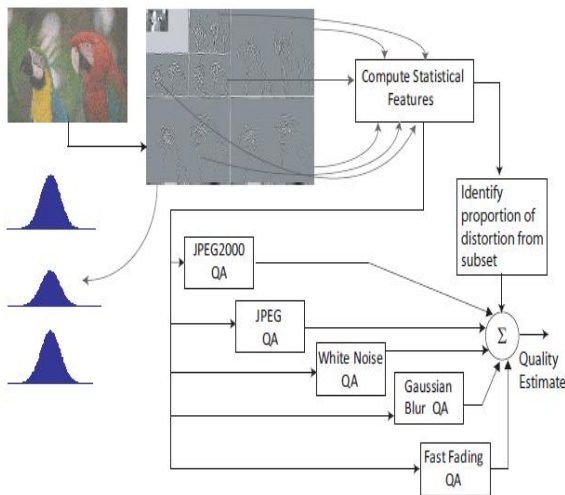 Compute Statistical
Features
Identify
proportion of
distortion from
subset
JPEG2000
QA
JPEG
QA
White Noise
QA
Gaussian
Blur QA
Fast Fading
QA
Σ
Quality
Estimate